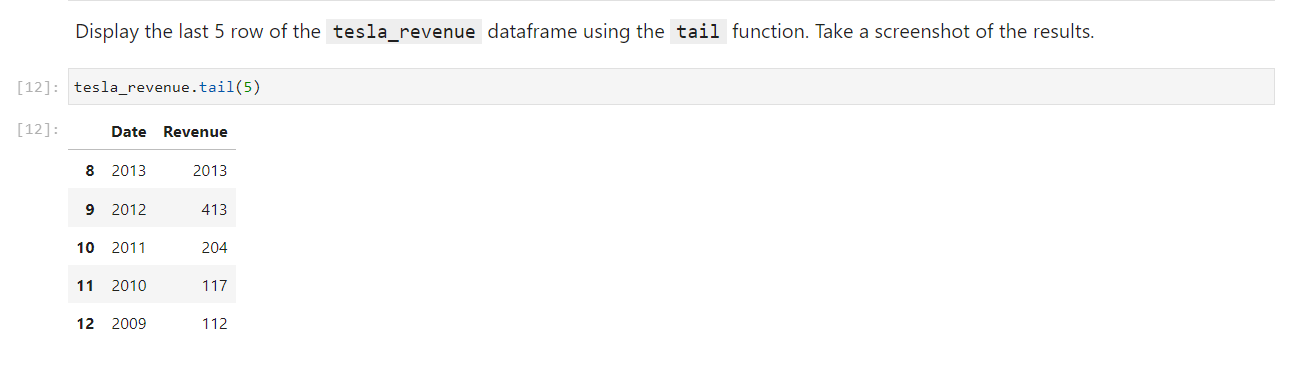 Display the last 5 row of the tesla_revenue dataframe using the tail function. Take a screenshot of the results.
[12]: tesla_revenue.tail(5)
[12]: Date Revenue
8 2013 2013
9 2012 413
10 2011 204
11 2010 117
12 2009 112